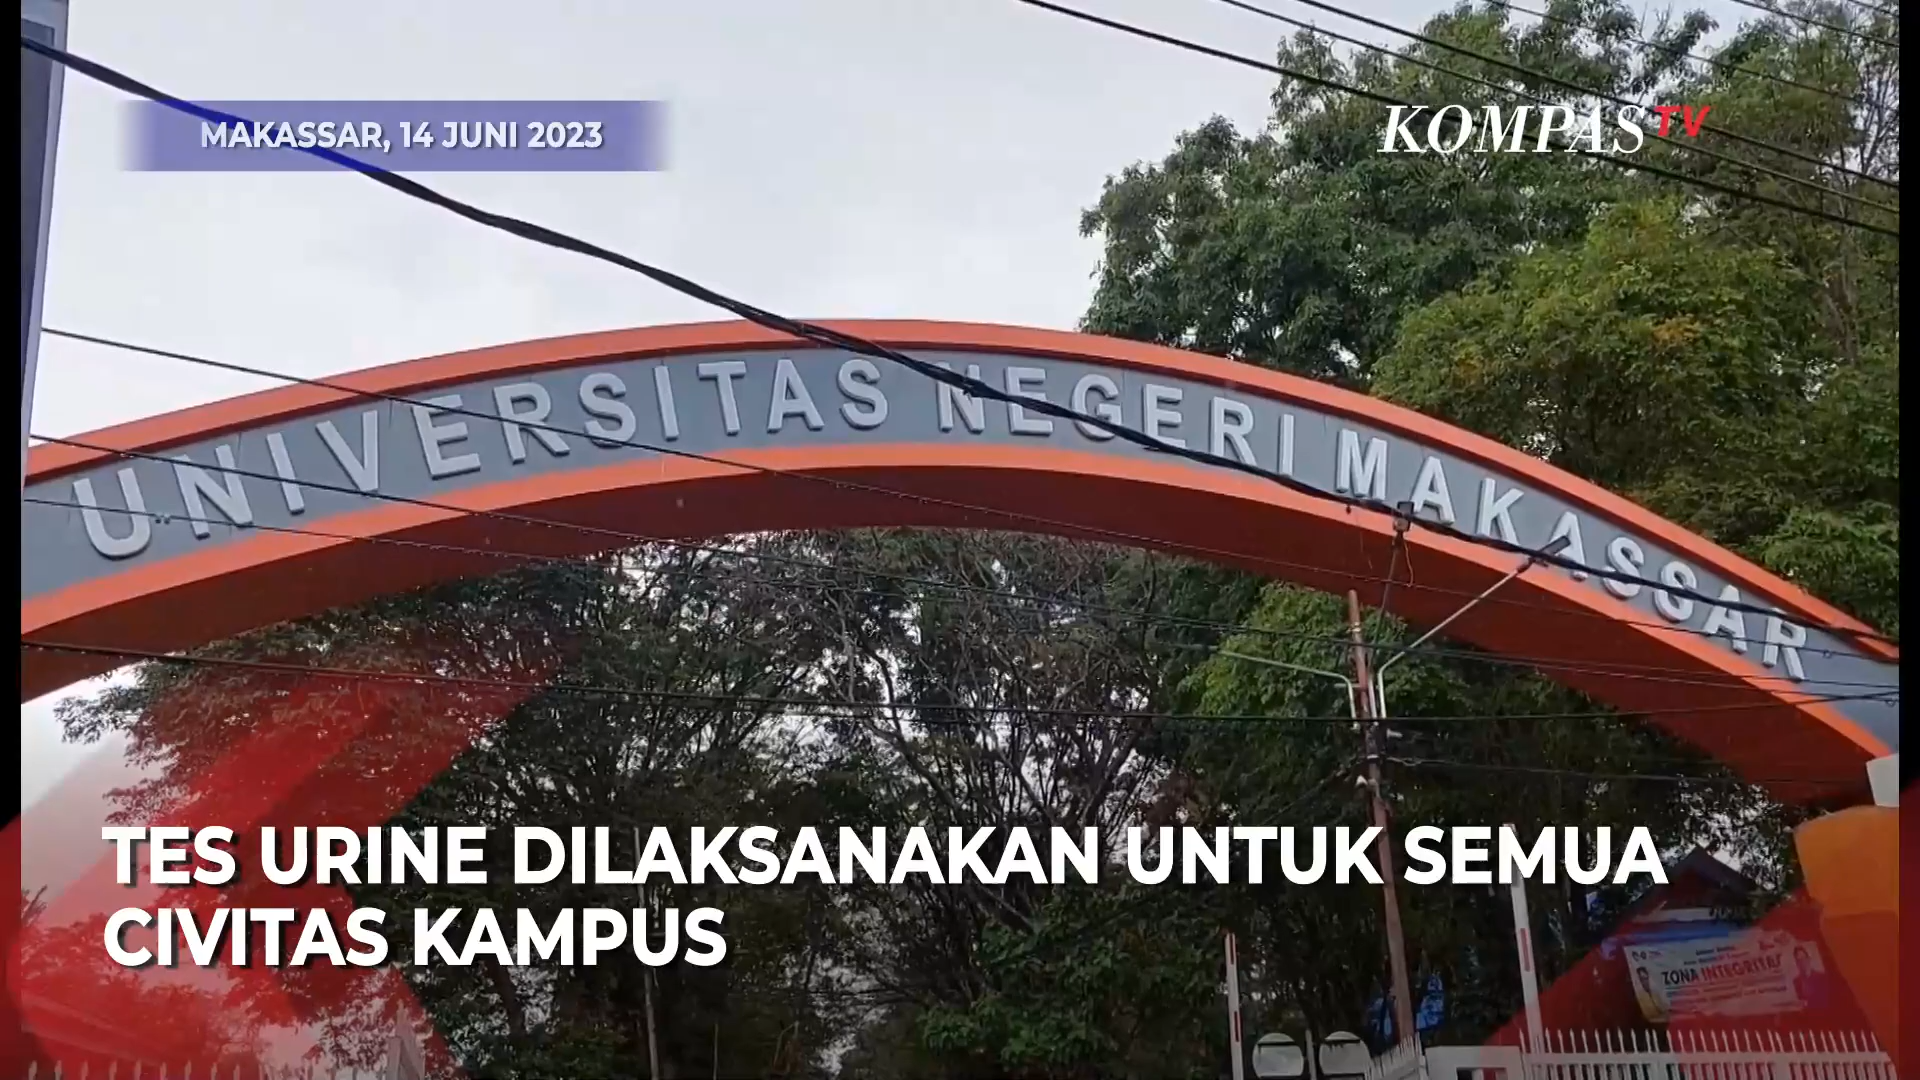 MAKASSAR, 14 JUNI 2023
KOMPAS TV
UNIVERSITAS NEGERI MAKASSAR
TES URINE DILAKSANAKAN UNTUK SEMUA
CIVITAS KAMPUS
ZONA INTEGRITAS